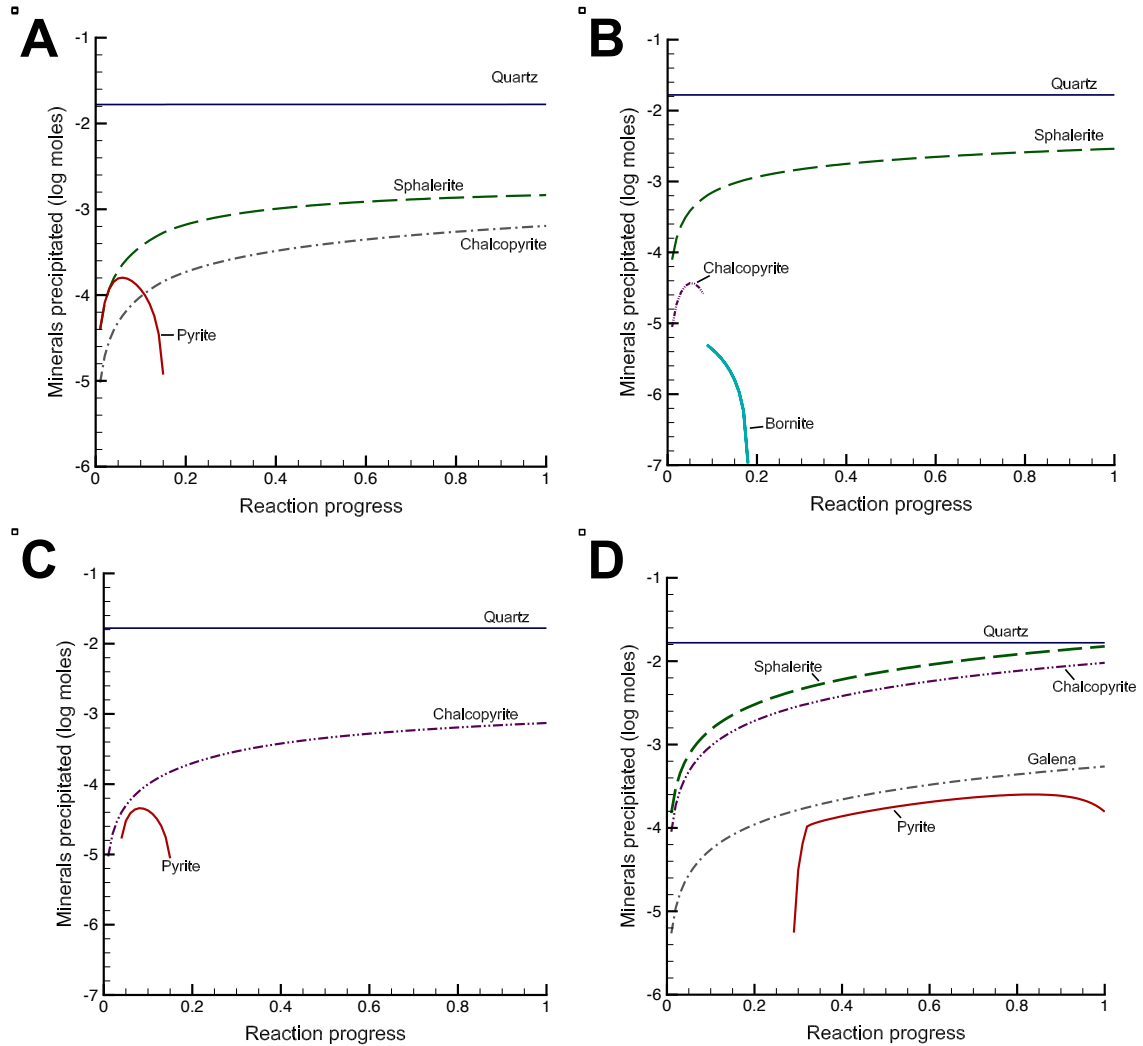 A
Minerals precipitated (log moles)
-1
-2
-3
-4
-5
-6
Quartz
Sphalerite
Chalcopyrite
Pyrite
0
0.2
0.4
0.6
0.8
1
Reaction progress
B
Minerals precipitated (log moles)
-1
-2
-3
-4
-5
-6
-7
Quartz
Sphalerite
Chalcopyrite
Bornite
0
0.2
0.4
0.6
0.8
1
Reaction progress
C
Minerals precipitated (log moles)
-1
-2
-3
-4
-5
-6
-7
Quartz
Chalcopyrite
Pyrite
0
0.2
0.4
0.6
0.8
1
Reaction progress
D
Minerals precipitated (log moles)
-1
-2
-3
-4
-5
-6
Quartz
Sphalerite
Chalcopyrite
Galena
Pyrite
0
0.2
0.4
0.6
0.8
1
Reaction progress